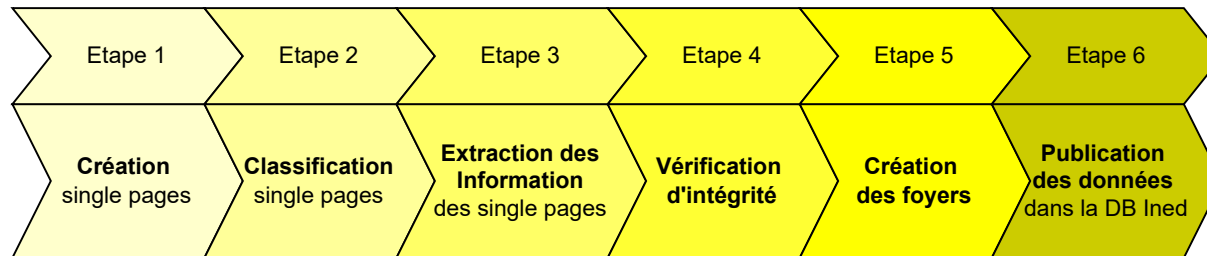 Etape 1
Etape 2
Etape 3
Etape 4
Etape 5
Etape 6
Création
single pages
Classification
single pages
Extraction des
Information
des single pages
Vérification
d'intégrité
Création
des foyers
Publication
des données
dans la DB Ined